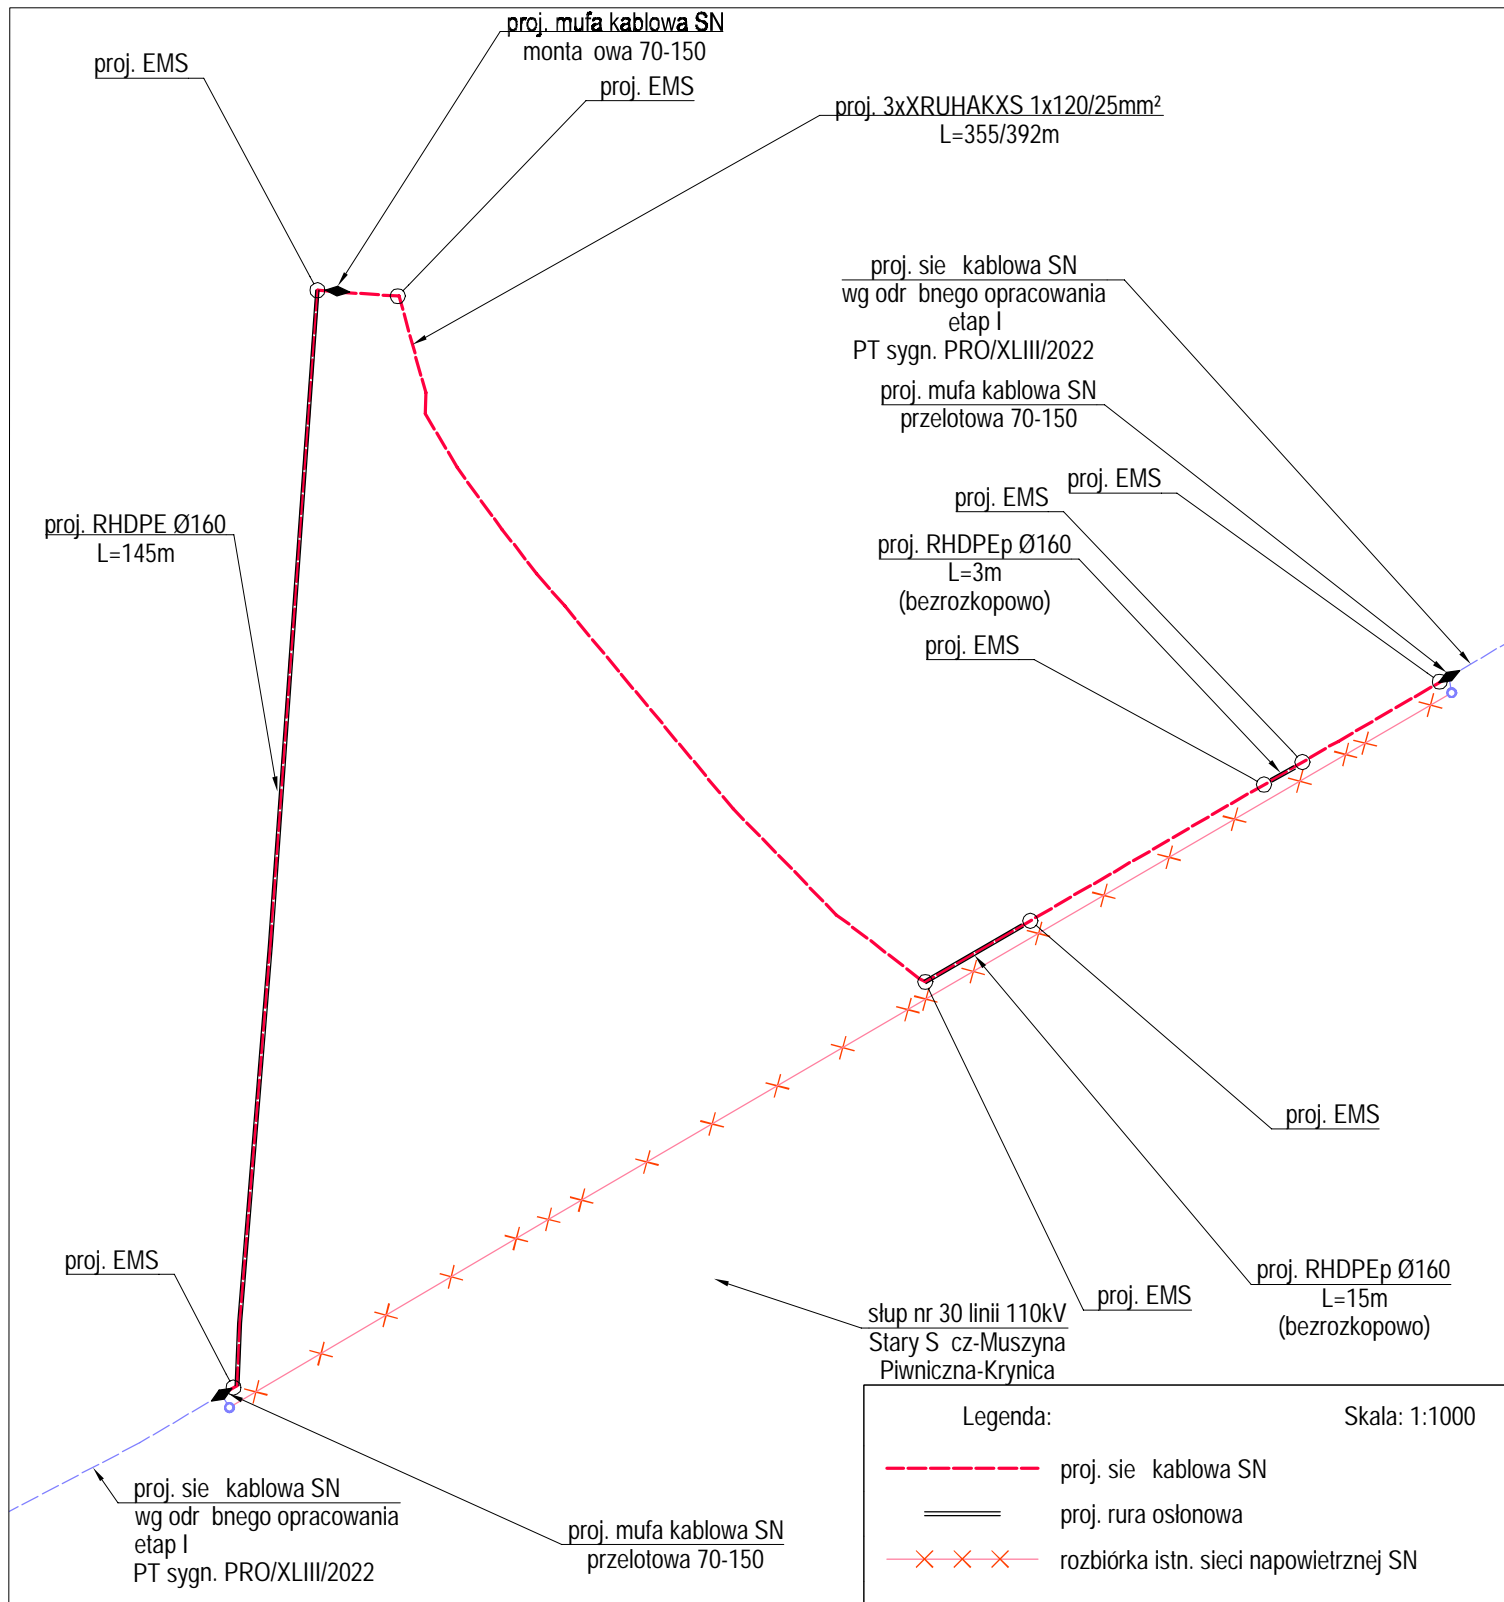 proj. mufa kablowa SN
monta owa 70-150
proj. EMS
proj. EMS
proj. 3xXRUHAKXS 1x120/25mm²
L=355/392m
proj. sie kablowa SN
wg odr bnego opracowania
etap I
PT sygn. PRO/XLIII/2022
proj. mufa kablowa SN
przelotowa 70-150
proj. EMS
proj. EMS
proj. RHDPE Ø160
L=145m
proj. RHDPEp Ø160
L=3m
(bezrozkopowo)
proj. EMS
proj. EMS
proj. EMS
proj. RHDPEp Ø160
L=15m
(bezrozkopowo)
proj. EMS
słup nr 30 linii 110kV
Stary S cz-Muszyna
Piwniczna-Krynica
proj. sie kablowa SN
wg odr bnego opracowania
etap I
PT sygn. PRO/XLIII/2022
proj. mufa kablowa SN
przelotowa 70-150
Legenda:
Skala: 1:1000
proj. sie kablowa SN
proj. rura osłonowa
rozbiórka istn. sieci napowietrznej SN